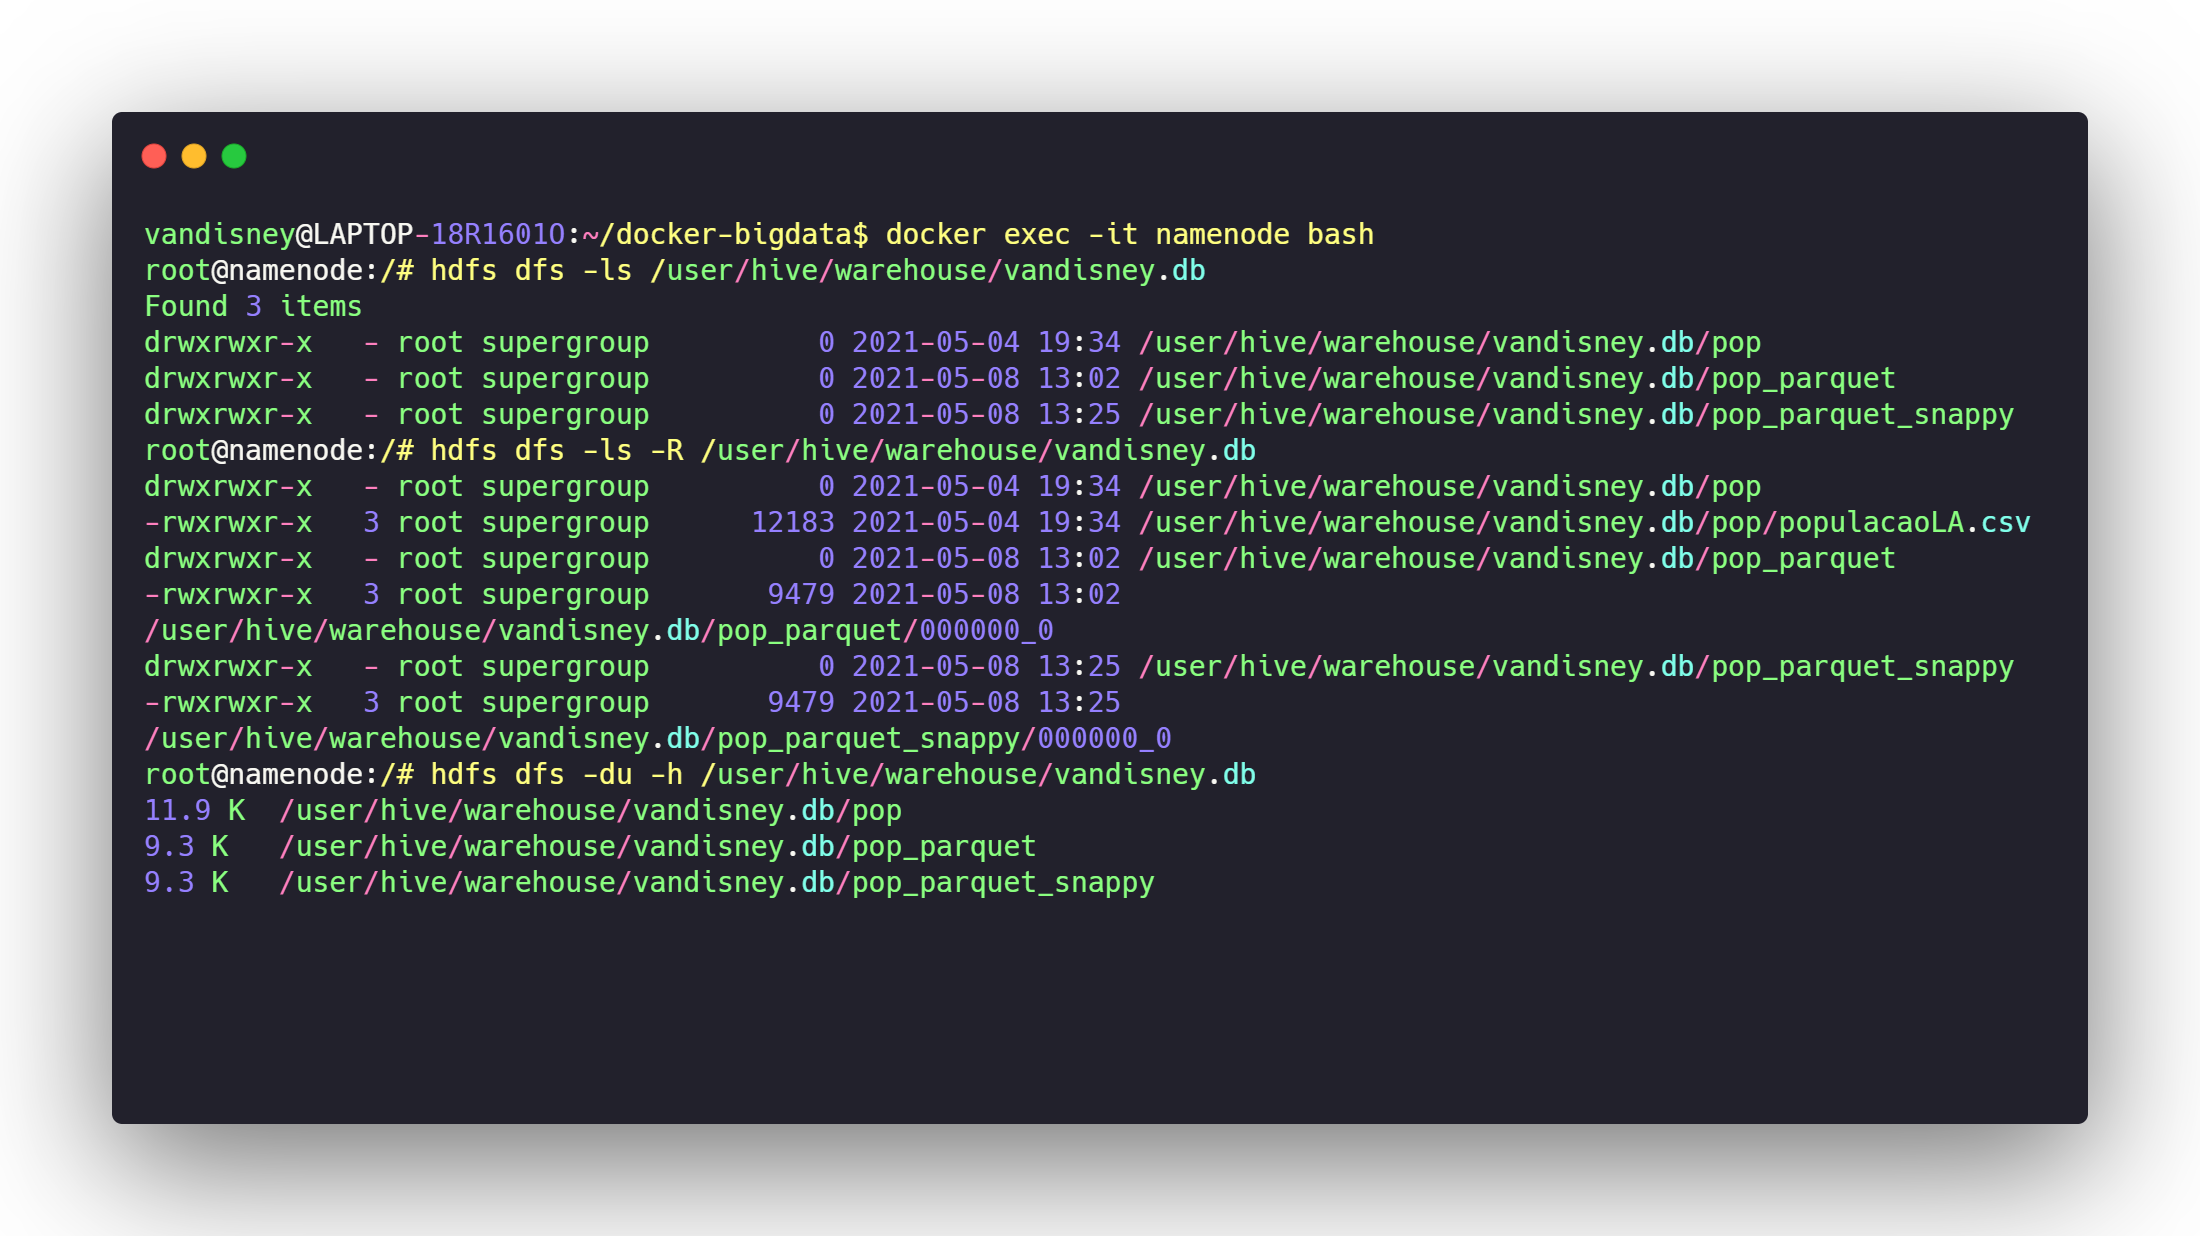 vandisney@LAPTOP-18R1601O:~/docker-bigdata$ docker exec -it namenode bash
root@namenode:/# hdfs dfs -ls /user/hive/warehouse/vandisney.db
Found 3 items
drwxrwxr-x   - root supergroup          0 2021-05-04 19:34 /user/hive/warehouse/vandisney.db/pop
drwxrwxr-x   - root supergroup          0 2021-05-08 13:02 /user/hive/warehouse/vandisney.db/pop_parquet
drwxrwxr-x   - root supergroup          0 2021-05-08 13:25 /user/hive/warehouse/vandisney.db/pop_parquet_snappy
root@namenode:/# hdfs dfs -ls -R /user/hive/warehouse/vandisney.db
drwxrwxr-x   - root supergroup          0 2021-05-04 19:34 /user/hive/warehouse/vandisney.db/pop
-rwxrwxr-x   3 root supergroup      12183 2021-05-04 19:34 /user/hive/warehouse/vandisney.db/pop/populacaoLA.csv
drwxrwxr-x   - root supergroup          0 2021-05-08 13:02 /user/hive/warehouse/vandisney.db/pop_parquet
-rwxrwxr-x   3 root supergroup       9479 2021-05-08 13:02
/user/hive/warehouse/vandisney.db/pop_parquet/000000_0
drwxrwxr-x   - root supergroup          0 2021-05-08 13:25 /user/hive/warehouse/vandisney.db/pop_parquet_snappy
-rwxrwxr-x   3 root supergroup       9479 2021-05-08 13:25
/user/hive/warehouse/vandisney.db/pop_parquet_snappy/000000_0
root@namenode:/# hdfs dfs -du -h /user/hive/warehouse/vandisney.db
11.9 K  /user/hive/warehouse/vandisney.db/pop
9.3 K   /user/hive/warehouse/vandisney.db/pop_parquet
9.3 K   /user/hive/warehouse/vandisney.db/pop_parquet_snappy